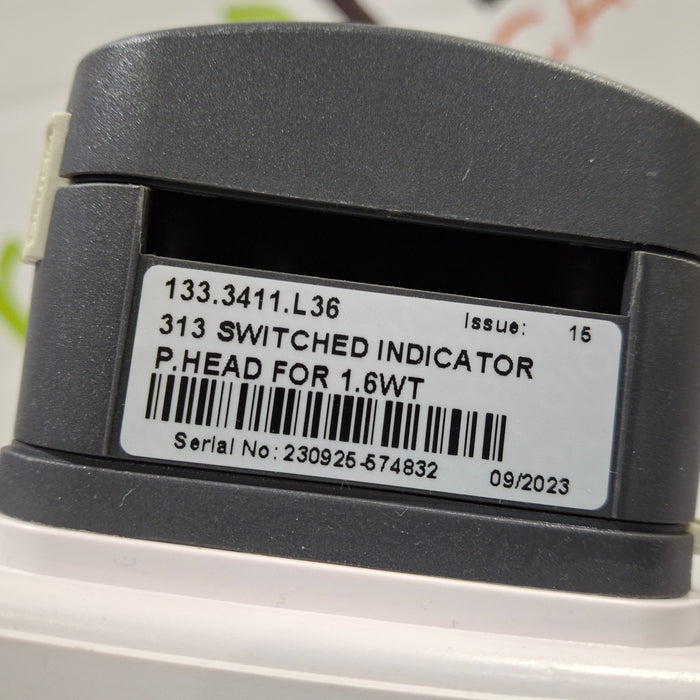 133.3411.L36
Issue: 15
313 SWITCHED INDICATOR
P.HEAD FOR 1.6WT
Serial No: 230925-574832
09/2023